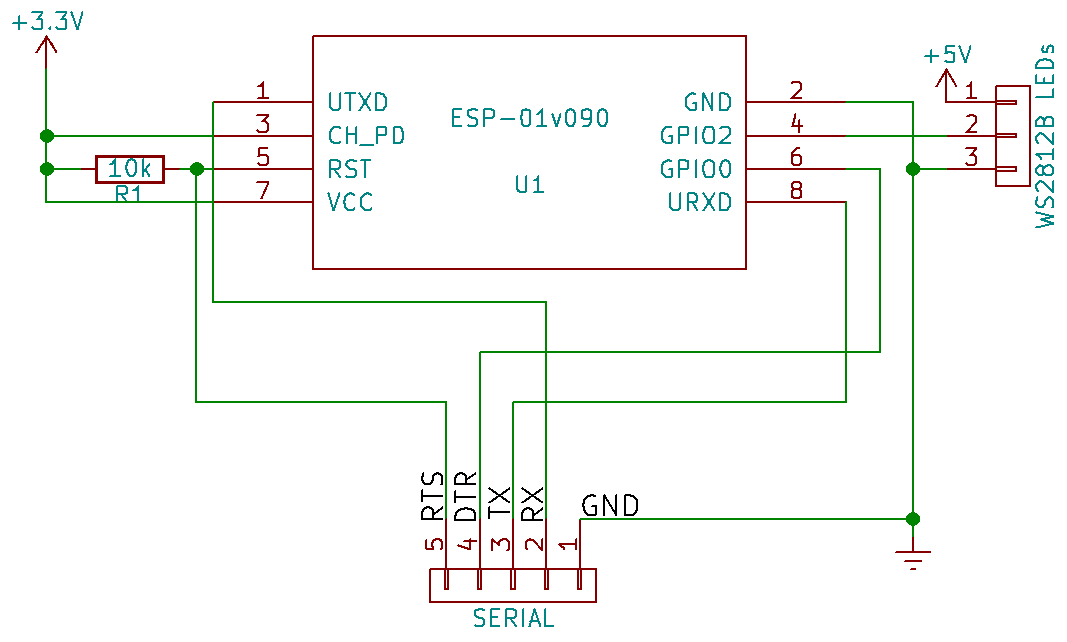 +3.3V
+5V
WS2812B LEDs
1 UTXD
3 CH_PD
5 RST
7 VCC
10k
R1
ESP-01v090
U1
GND 2
GPIO2 4
GPIO0 6
URXD 8
1
2
3
RTS
DTR
TX
RX
GND
5
4
3
2
1
SERIAL